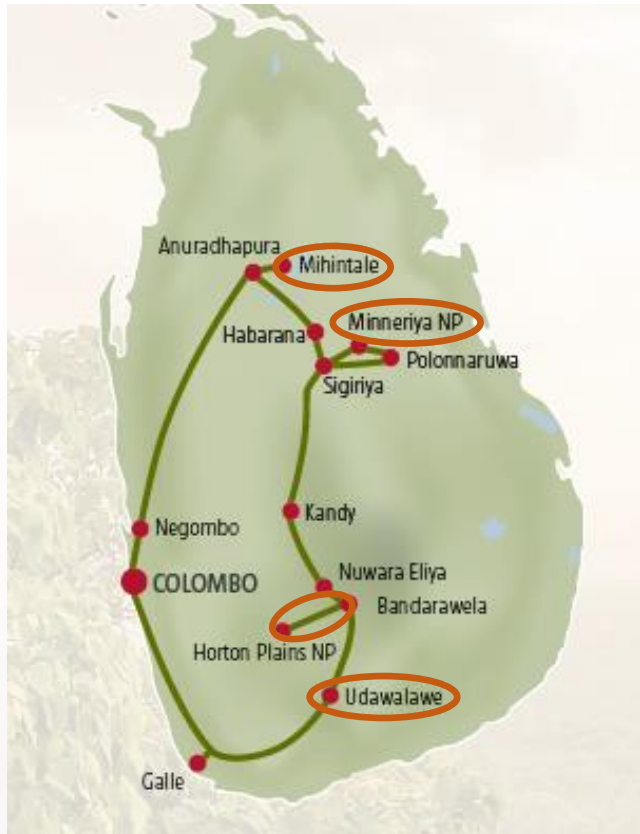 Anuradhapura
Mihintale
Minneriya NP
Habarana
Polonnaruwa
Sigiriya
Kandy
Negombo
Nuwara Eliya
COLOMBO
Bandarawela
Horton Plains NP
Udawalawe
Galle